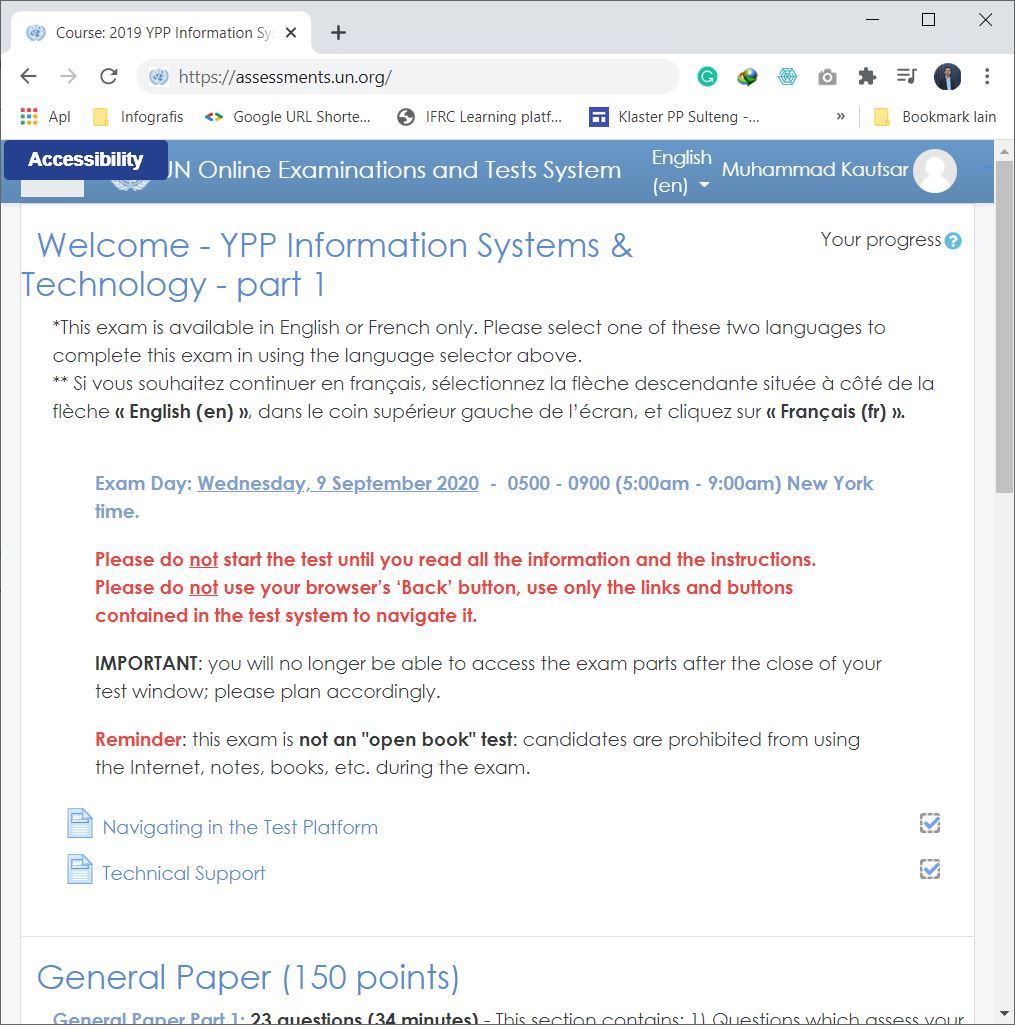 Course: 2019 YPP Information Sy
https://assessments.un.org/
Apl Infografis Google URL Shorte... IFRC Learning platf... Klaster PP Sulteng -... » Bookmark lain
Accessibility
UN Online Examinations and Tests System
English
(en)
Muhammad Kautsar
Welcome - YPP Information Systems &
Technology - part 1
Your progress
*This exam is available in English or French only. Please select one of these two languages to
complete this exam in using the language selector above.
** Si vous souhaitez continuer en français, sélectionnez la flèche descendante située à côté de la
flèche « English (en) », dans le coin supérieur gauche de l’écran, et cliquez sur « Français (fr) ».
Exam Day: Wednesday, 9 September 2020 - 0500 - 0900 (5:00am - 9:00am) New York
time.
Please do not start the test until you read all the information and the instructions.
Please do not use your browser’s ‘Back’ button, use only the links and buttons
contained in the test system to navigate it.
IMPORTANT: you will no longer be able to access the exam parts after the close of your
test window; please plan accordingly.
Reminder: this exam is not an "open book" test: candidates are prohibited from using
the Internet, notes, books, etc. during the exam.
Navigating in the Test Platform
Technical Support
General Paper (150 points)
General Paper Part 1: 23 questions (34 minutes) - This section contains: 1) Questions which assess your